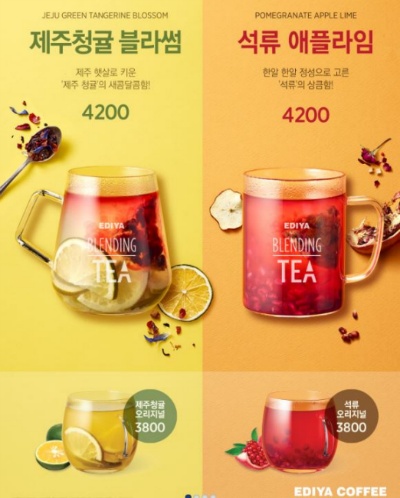 JEJU GREEN TANGERINE BLOSSOM
제주청귤 블라썸
제주 햇살로 키운
'제주 청귤'의 새콤달콤함!
4200
EDIYA
BLENDING
TEA
제주청귤
오리지널
3800
POMEGRANATE APPLE LIME
석류 애플라임
한알 한알 정성으로 고른
'석류'의 상큼함!
4200
EDIYA
BLENDING
TEA
석류
오리지널
3800
EDIYA COFFEE